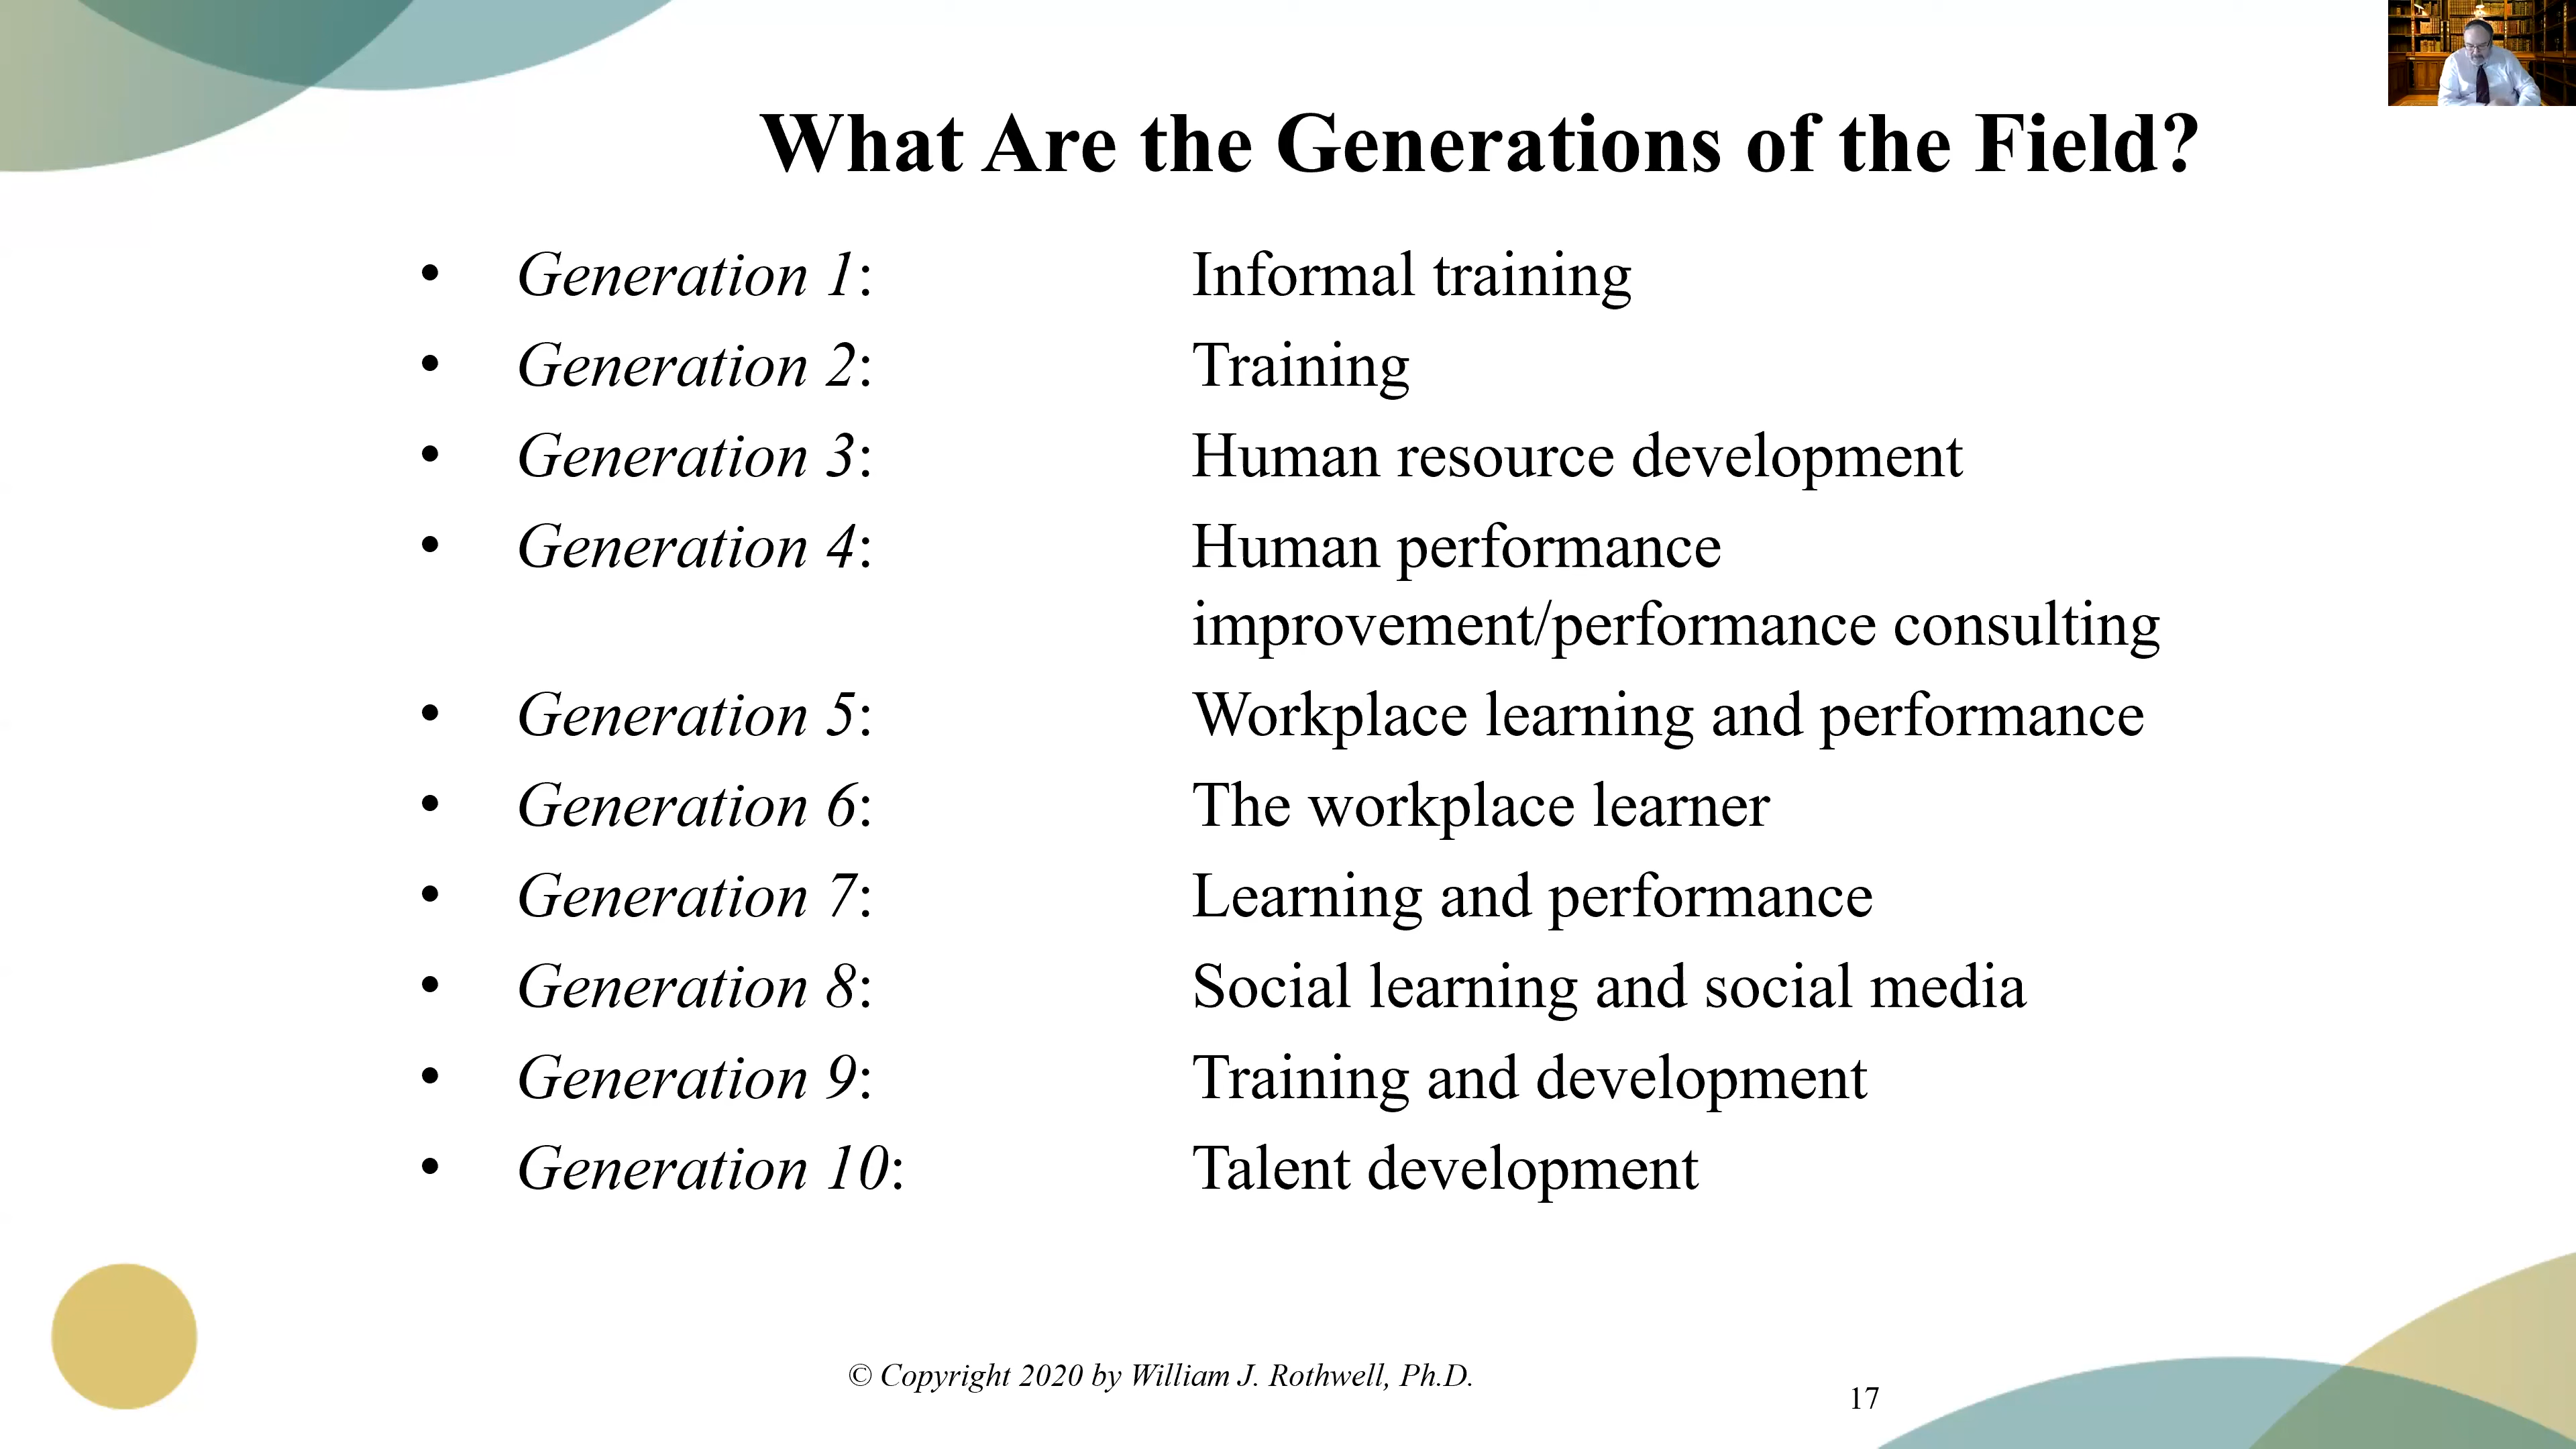 What Are the Generations of the Field?
• Generation 1: Informal training
• Generation 2: Training
• Generation 3: Human resource development
• Generation 4: Human performance
improvement/performance consulting
• Generation 5: Workplace learning and performance
• Generation 6: The workplace learner
• Generation 7: Learning and performance
• Generation 8: Social learning and social media
• Generation 9: Training and development
• Generation 10: Talent development
© Copyright 2020 by William J. Rothwell, Ph.D.
17